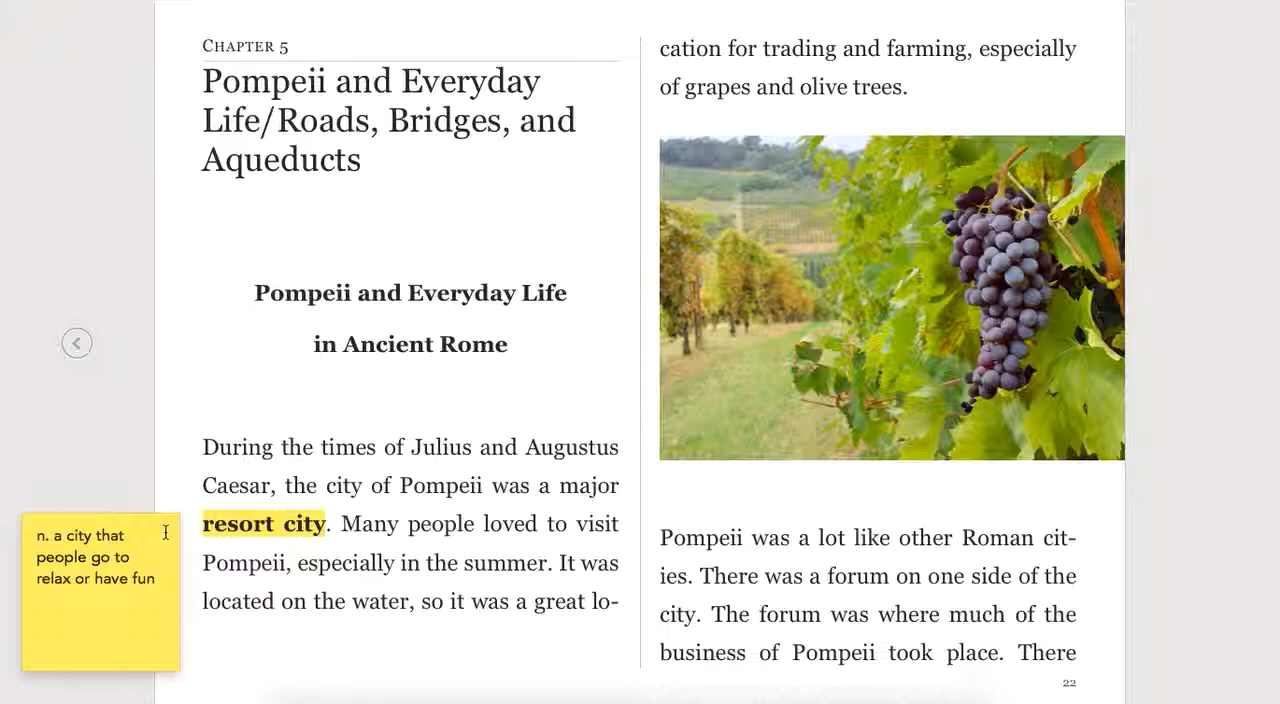 CHAPTER 5
Pompeii and Everyday
Life/Roads, Bridges, and
Aqueducts
Pompeii and Everyday Life
in Ancient Rome
During the times of Julius and Augustus
Caesar, the city of Pompeii was a major
resort city. Many people loved to visit
Pompeii, especially in the summer. It was
located on the water, so it was a great lo-
n. a city that
people go to
relax or have fun
cation for trading and farming, especially
of grapes and olive trees.
Pompeii was a lot like other Roman cit-
ies. There was a forum on one side of the
city. The forum was where much of the
business of Pompeii took place. There
22